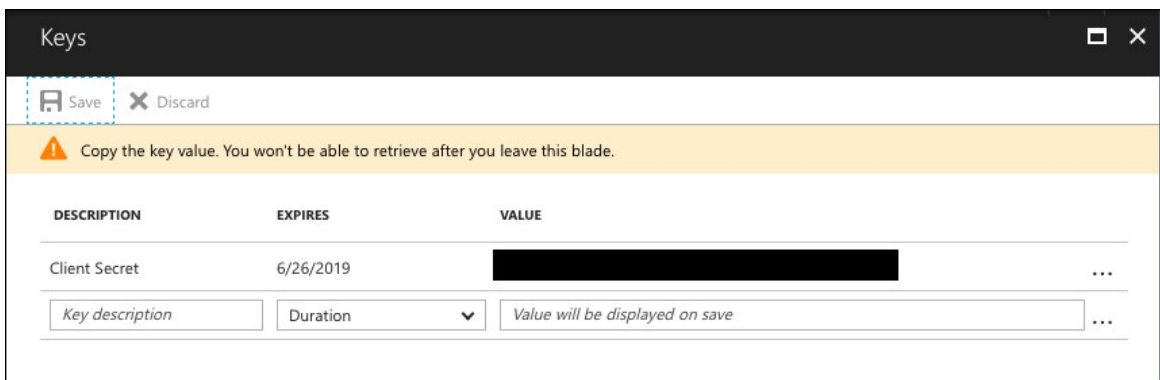 Keys
Save Discard
Copy the key value. You won't be able to retrieve after you leave this blade.
DESCRIPTION EXPIRES VALUE
Client Secret 6/26/2019 ...
Key description Duration Value will be displayed on save ...